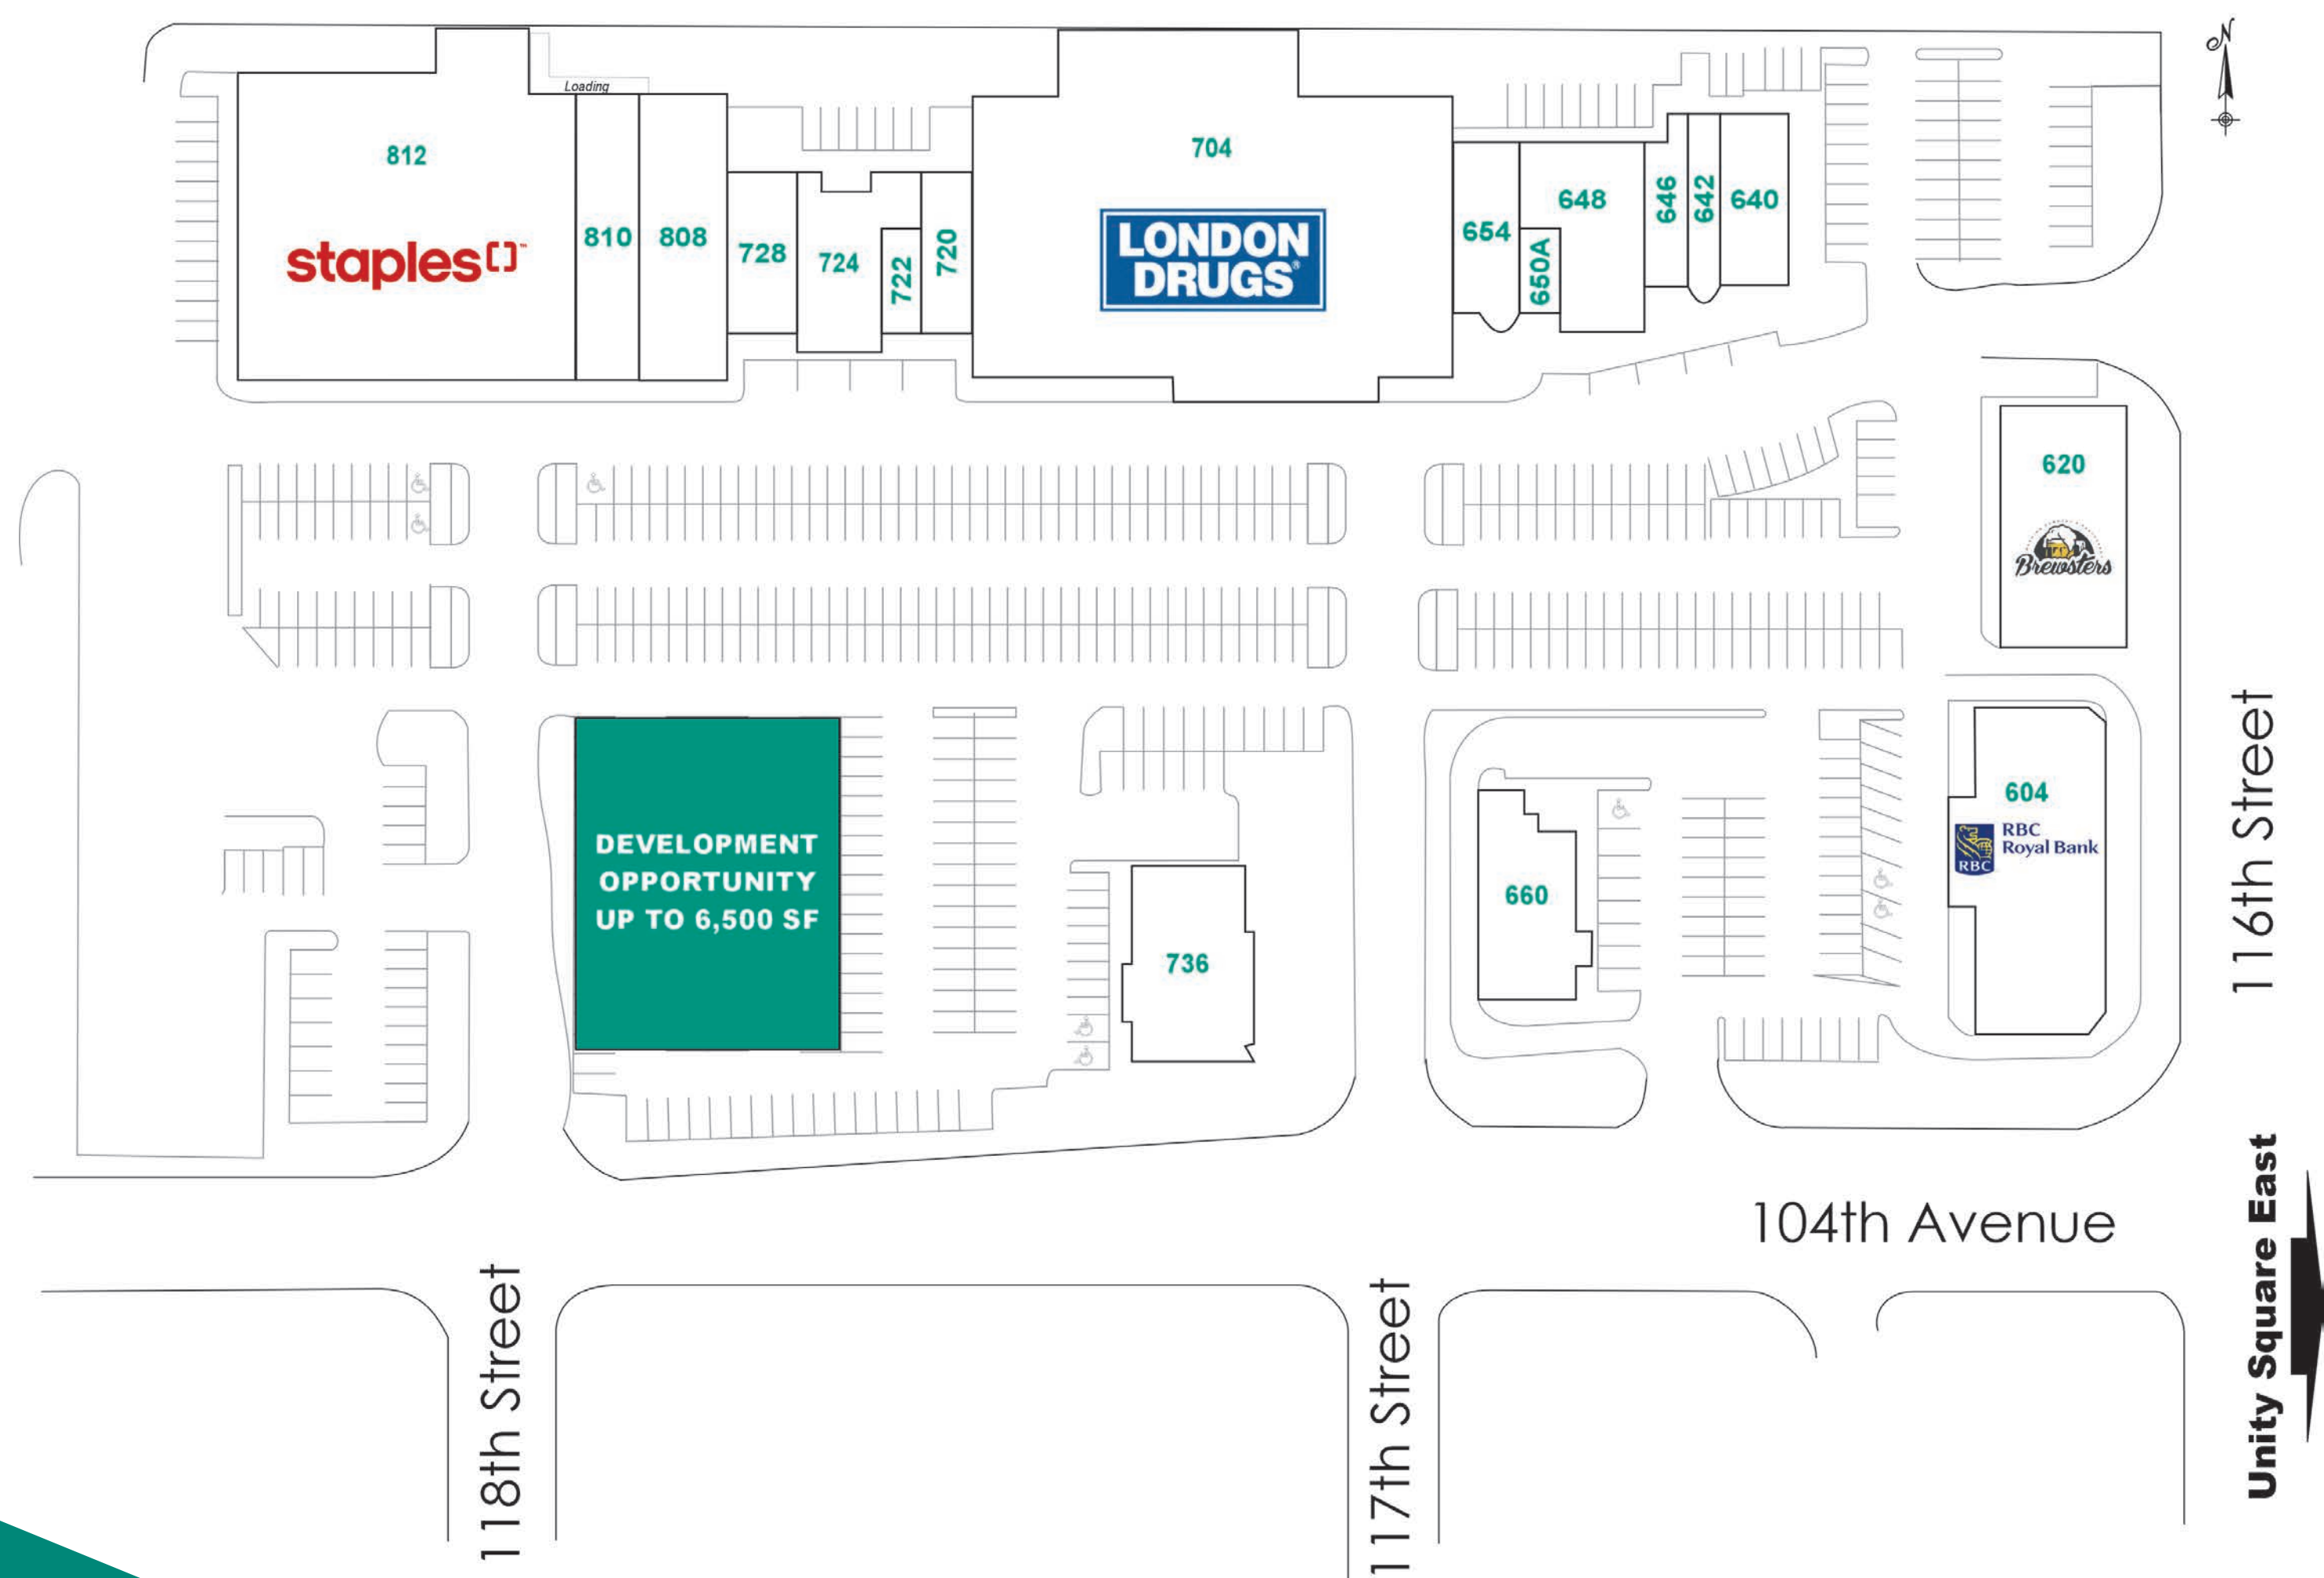 N
Loading
812
staples
810
808
728
724
722
720
704
LONDON
DRUGS
654
650A
648
646
642
640
620
Brewsters
DEVELOPMENT
OPPORTUNITY
UP TO 6,500 SF
736
660
604
RBC
RBC
Royal Bank
116th Street
104th Avenue
118th Street
117th Street
Unity Square East